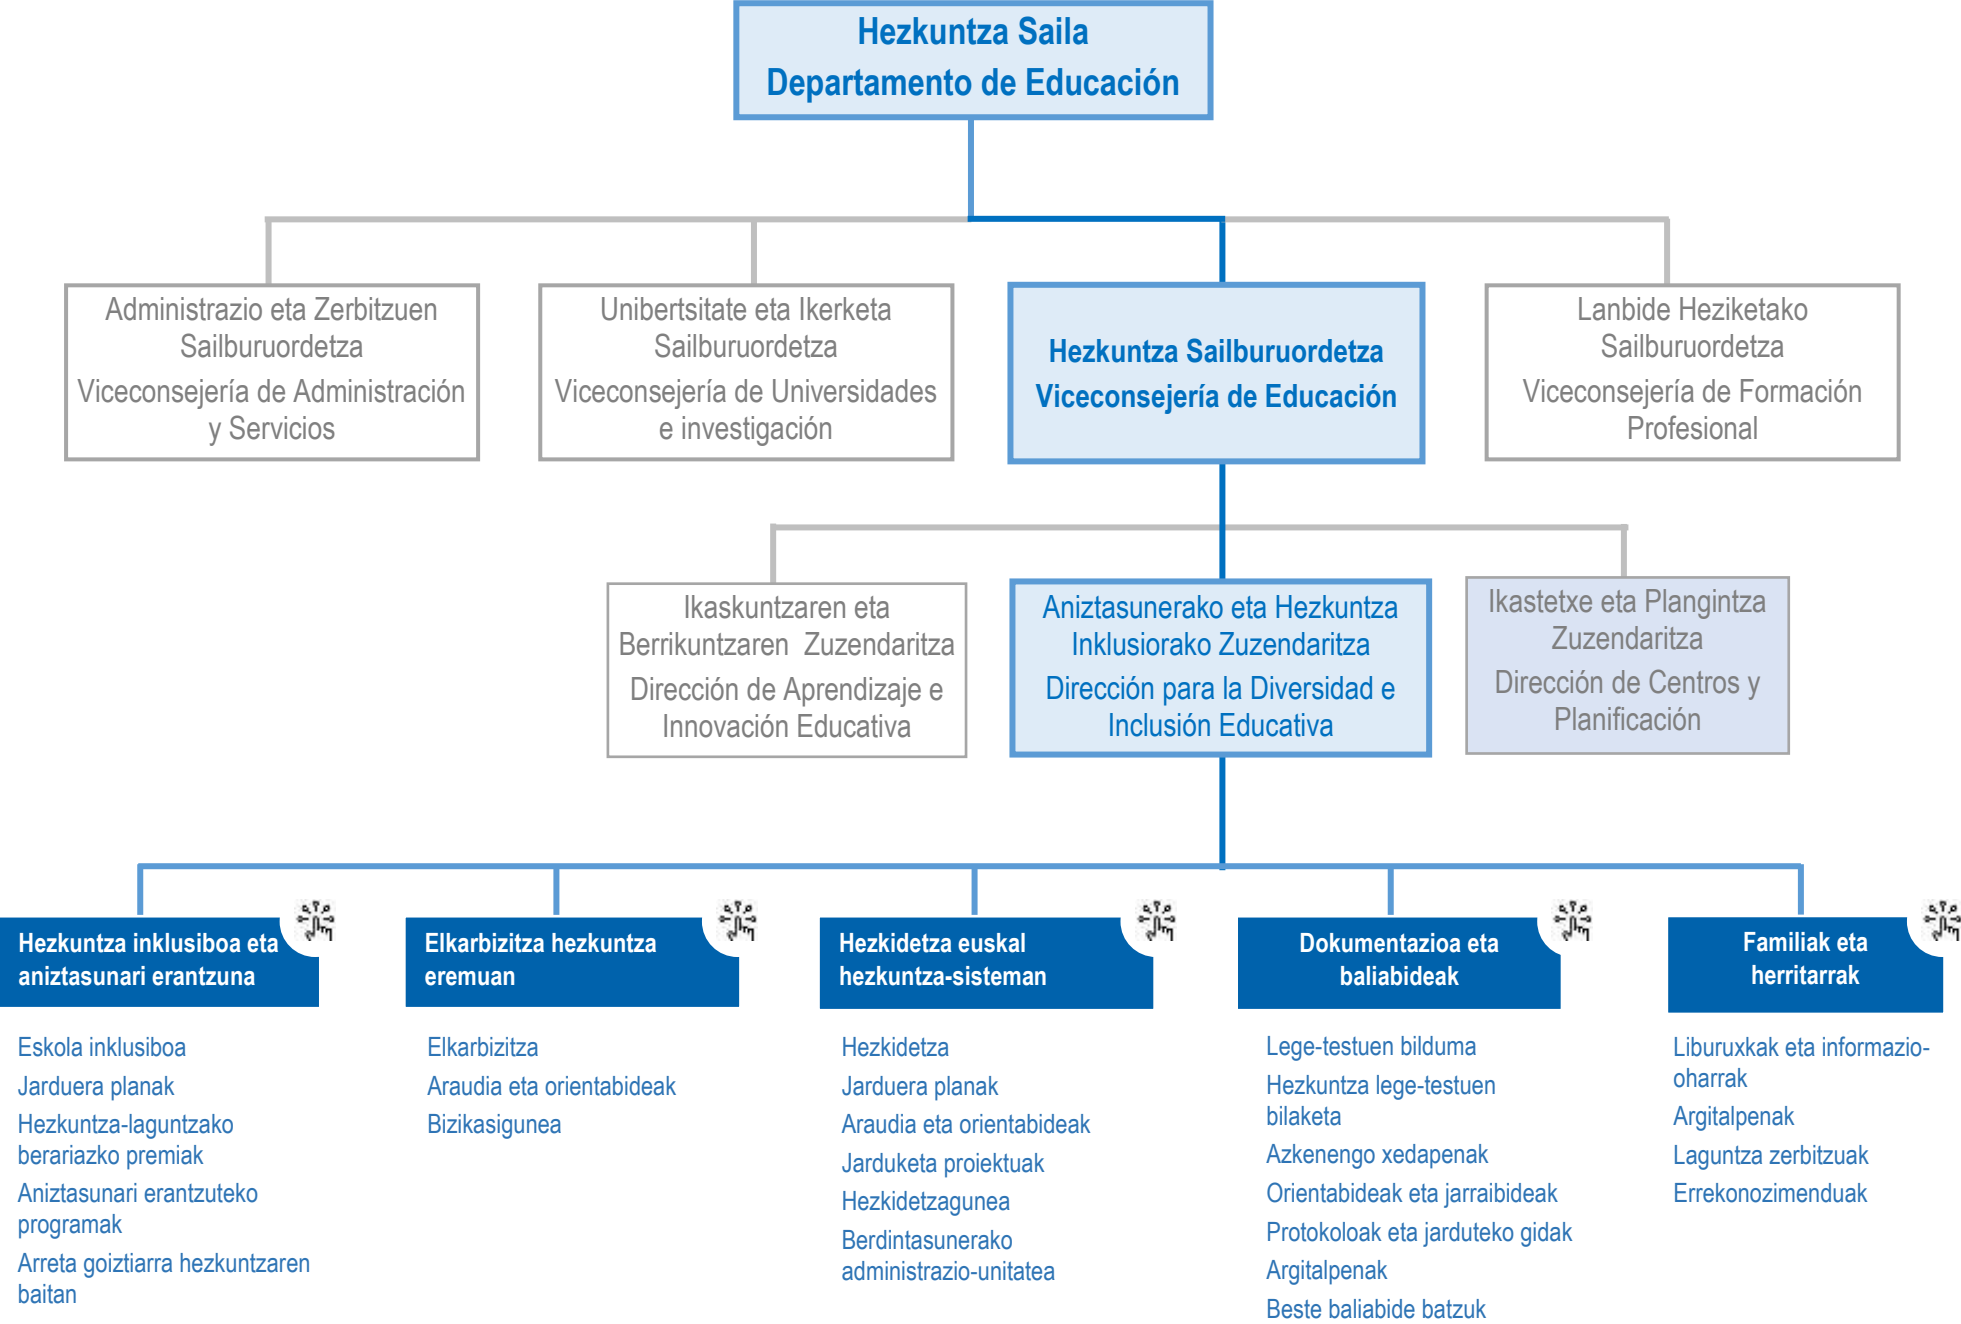 Hezkuntza Saila
Departamento de Educación
Administrazio eta Zerbitzuen
Sailburuordetza
Viceconsejería de Administración
y Servicios
Unibertsitate eta Ikerketa
Sailburuordetza
Viceconsejería de Universidades
e investigación
Hezkuntza Sailburuordetza
Viceconsejería de Educación
Lanbide Heziketako
Sailburuordetza
Viceconsejería de Formación
Profesional
Ikaskuntzaren eta
Berrikuntzaren Zuzendaritza
Dirección de Aprendizaje e
Innovación Educativa
Aniztasunerako eta Hezkuntza
Inklusiorako Zuzendaritza
Dirección para la Diversidad e
Inclusión Educativa
Ikastetxe eta Plangintza
Zuzendaritza
Dirección de Centros y
Planificación
Hezkuntza inklusiboa eta
aniztasunari erantzuna
Eskola inklusiboa
Jarduera planak
Hezkuntza-laguntzako
berariazko premiak
Aniztasunari erantzuteko
programak
Arreta goiztiarra hezkuntzaren
baitan
Elkarbizitza hezkuntza
eremuan
Elkarbizitza
Araudia eta orientabideak
Bizikasigunea
Hezkidetza euskal
hezkuntza-sisteman
Hezkidetza
Jarduera planak
Araudia eta orientabideak
Jarduketa proiektuak
Hezkidetzagunea
Berdintasunerako
administrazio-unitatea
Dokumentazioa eta
baliabideak
Lege-testuen bilduma
Hezkuntza lege-testuen
bilaketa
Azkenengo xedapenak
Orientabideak eta jarraibideak
Protokoloak eta jarduteko gidak
Argitalpenak
Beste baliabide batzuk
Familiak eta
herritarrak
Liburuxkak eta informazio-
oharrak
Argitalpenak
Laguntza zerbitzuak
Errekonozimenduak